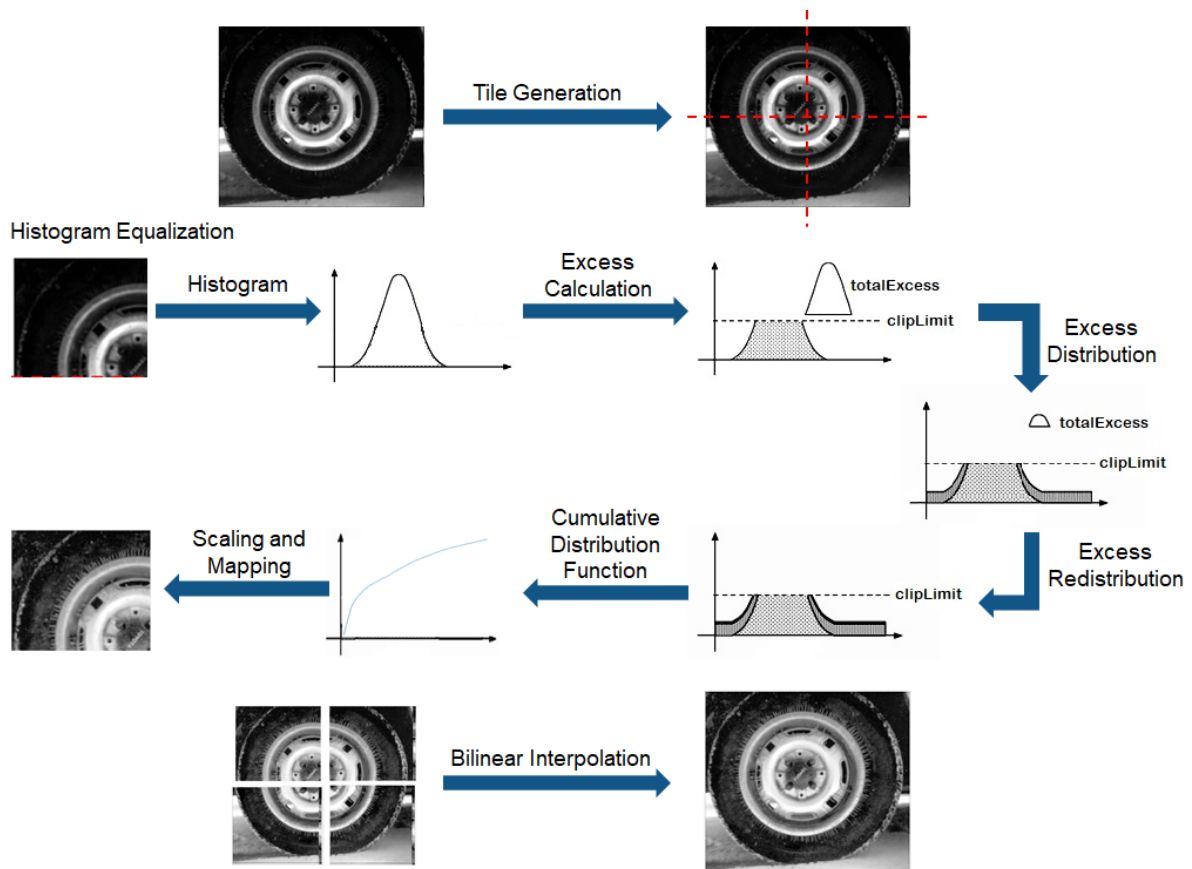 Tile Generation
Histogram Equalization
Histogram
Excess
Calculation
totalExcess
clipLimit
Excess
Distribution
totalExcess
clipLimit
Scaling and
Mapping
Cumulative
Distribution
Function
clipLimit
Excess
Redistribution
Bilinear Interpolation